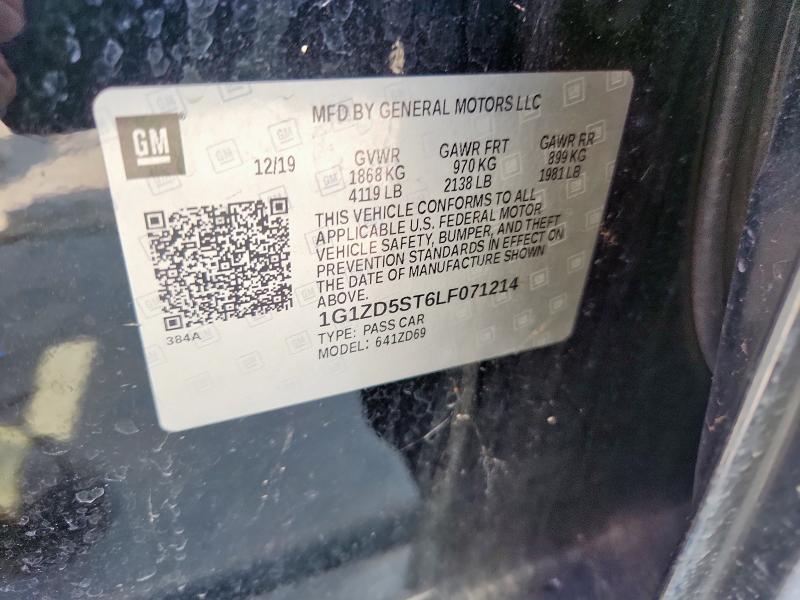 MFD BY GENERAL MOTORS LLC
GM
12/19
GVWR
1868 KG
4119 LB
GAWR FRT
970 KG
2138 LB
GAWR RR
899 KG
1981 LB
THIS VEHICLE CONFORMS TO ALL
APPLICABLE U.S. FEDERAL MOTOR
VEHICLE SAFETY, BUMPER, AND THEFT
PREVENTION STANDARDS IN EFFECT ON
THE DATE OF MANUFACTURE SHOWN
ABOVE.
1G1ZD5ST6LF071214
TYPE: PASS CAR
MODEL: 641ZD69
384A